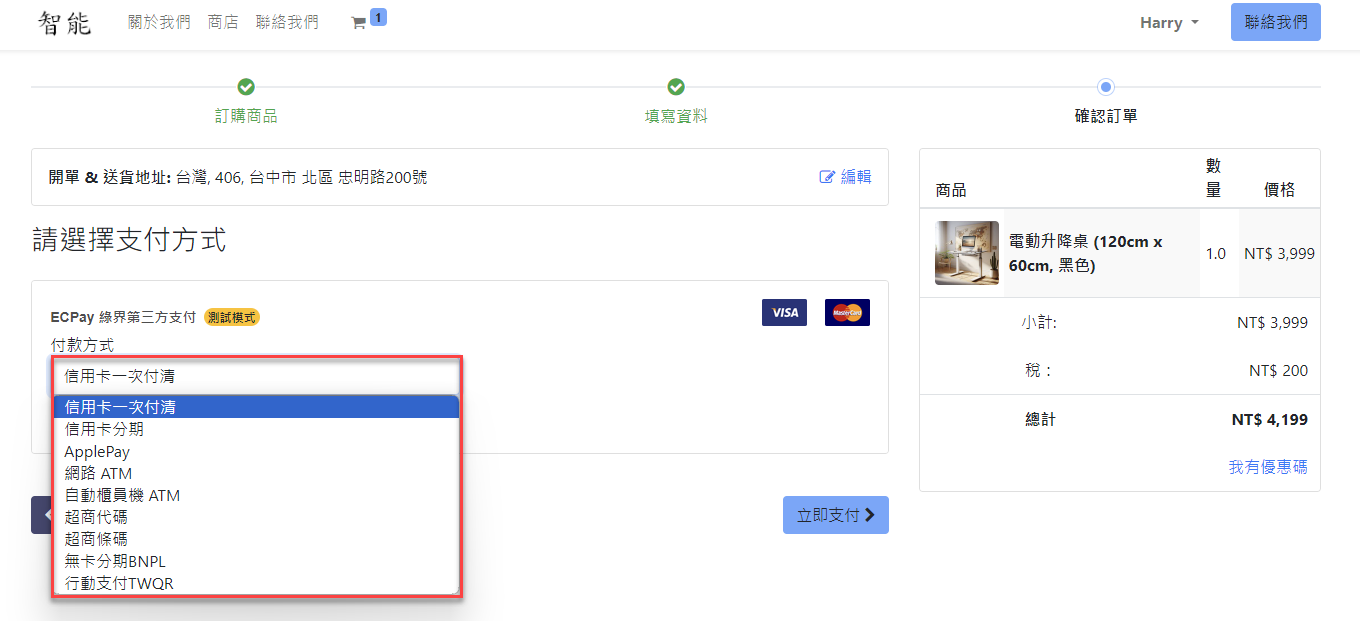 智能 關於我們 商店 聯絡我們 1 Harry 聯絡我們
訂購商品 填寫資料 確認訂單
開單 & 送貨地址: 台灣, 406, 台中市 北區 忠明路200號 編輯
請選擇支付方式
ECPay 綠界第三方支付 測試模式 VISA MasterCard
付款方式
信用卡一次付清
信用卡一次付清
信用卡分期
ApplePay
網路 ATM
自動櫃員機 ATM
超商代碼
超商條碼
無卡分期BNPL
行動支付TWQR
立即支付
商品 數量 價格
電動升降桌 (120cm x
60cm, 黑色)
1.0 NT$ 3,999
小計: NT$ 3,999
稅： NT$ 200
總計 NT$ 4,199
我有優惠碼